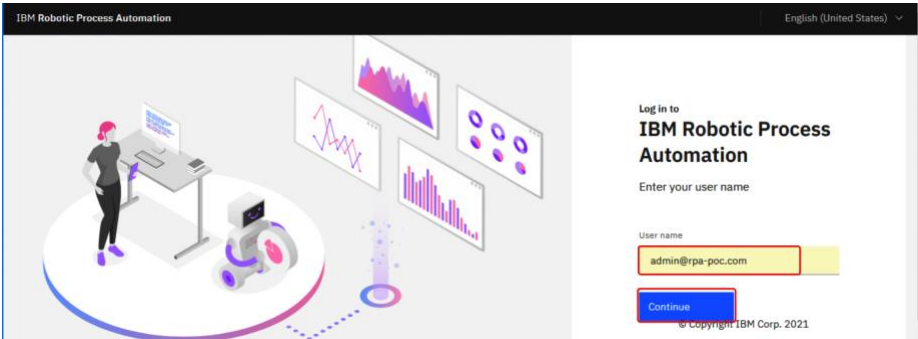 IBM Robotic Process Automation
English (United States)
Log in to
IBM Robotic Process
Automation
Enter your user name
User name
admin@rpa-poc.com
Continue
© Copyright IBM Corp. 2021